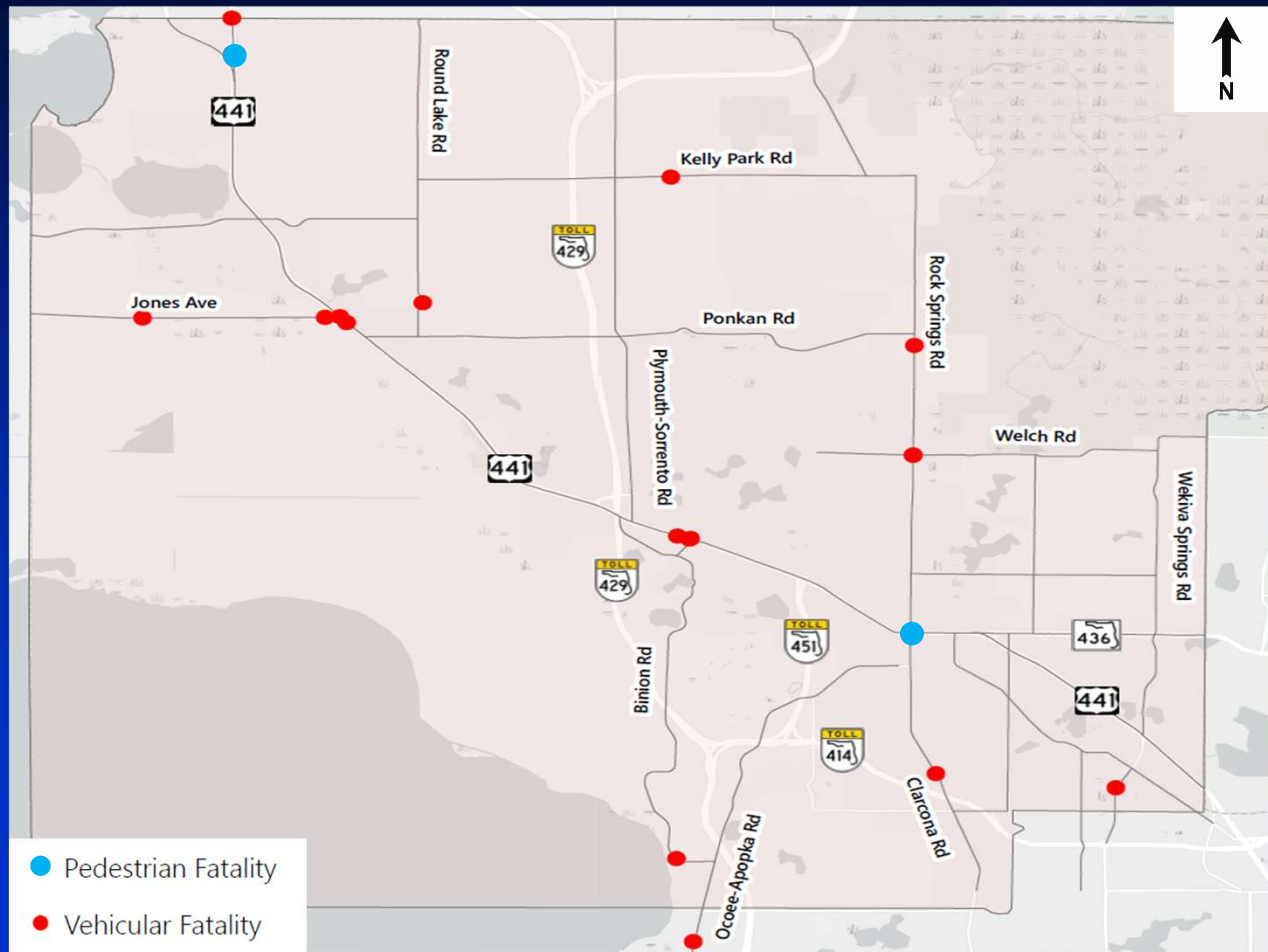 N
441
Round Lake Rd
Kelly Park Rd
TOLL
429
Rock Springs Rd
Jones Ave
Ponkan Rd
Plymouth-Sorrento Rd
Welch Rd
441
Wekiva Springs Rd
TOLL
429
TOLL
451
436
Binion Rd
441
TOLL
414
Clarcona Rd
Ocoee-Apopka Rd
Pedestrian Fatality
Vehicular Fatality